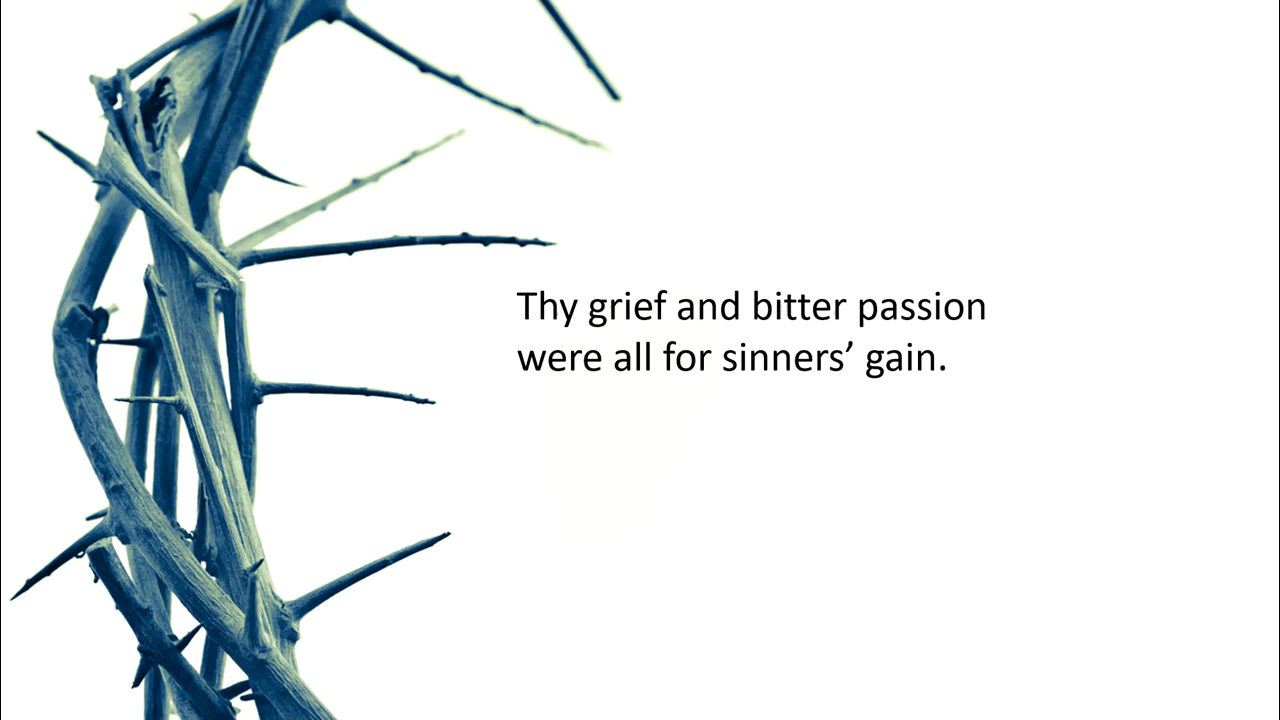 Thy grief and bitter passion
were all for sinners’ gain.